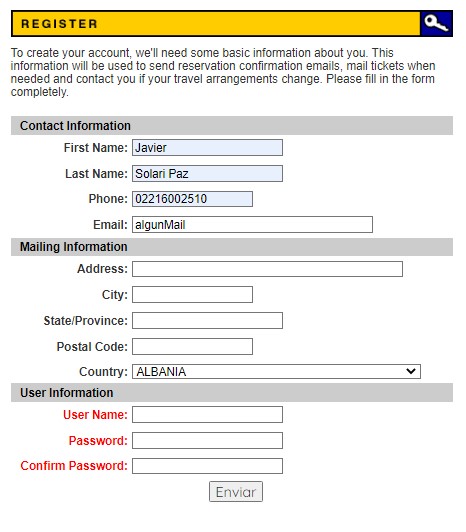 REGISTER
To create your account, we'll need some basic information about you. This
information will be used to send reservation confirmation emails, mail tickets when
needed and contact you if your travel arrangements change. Please fill in the form
completely.
Contact Information
First Name: Javier
Last Name: Solari Paz
Phone: 02216002510
Email: algunMail
Mailing Information
Address:
City:
State/Province:
Postal Code:
Country: ALBANIA
User Information
User Name:
Password:
Confirm Password:
Enviar